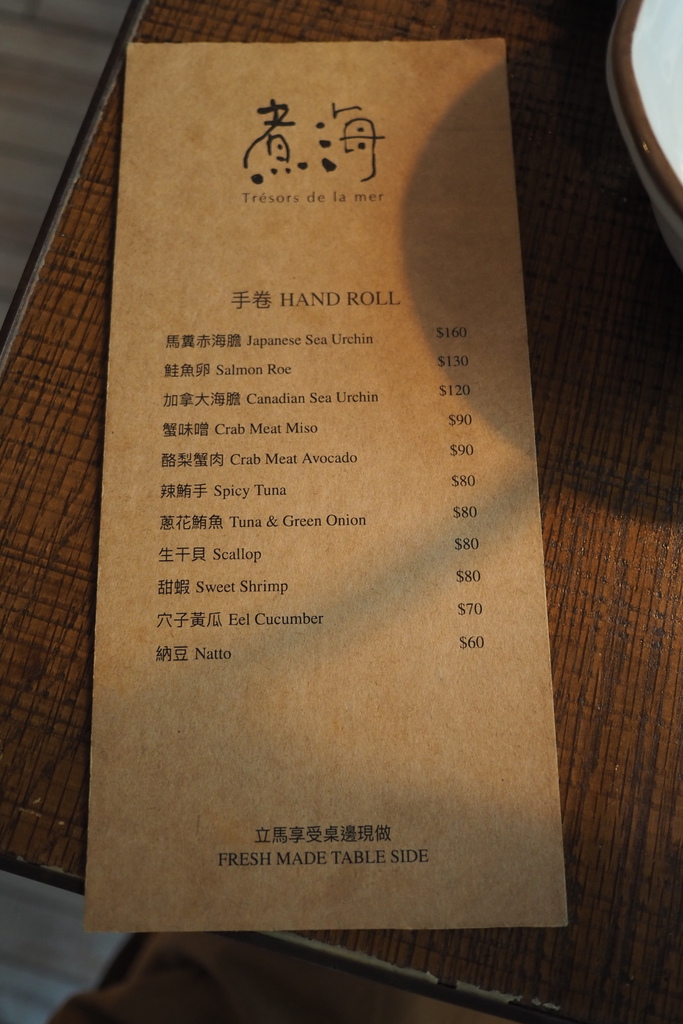 煮海
Trésors de la mer
手卷 HAND ROLL
馬糞赤海膽 Japanese Sea Urchin $160
鮭魚卵 Salmon Roe $130
加拿大海膽 Canadian Sea Urchin $120
蟹味噌 Crab Meat Miso $90
酪梨蟹肉 Crab Meat Avocado $90
辣鮪手 Spicy Tuna $80
蔥花鮪魚 Tuna & Green Onion $80
生干貝 Scallop $80
甜蝦 Sweet Shrimp $80
穴子黃瓜 Eel Cucumber $70
納豆 Natto $60
立馬享受桌邊現做
FRESH MADE TABLE SIDE